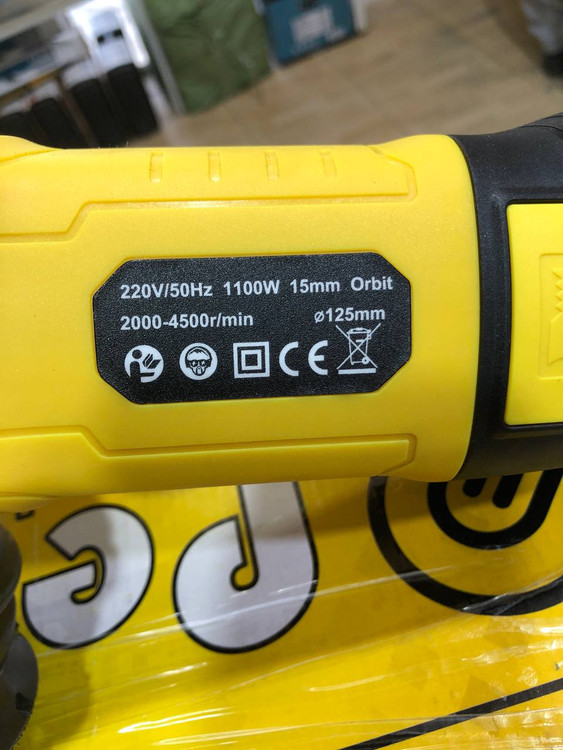 220V/50Hz 1100W 15mm Orbit
2000-4500r/min ø125mm
CE